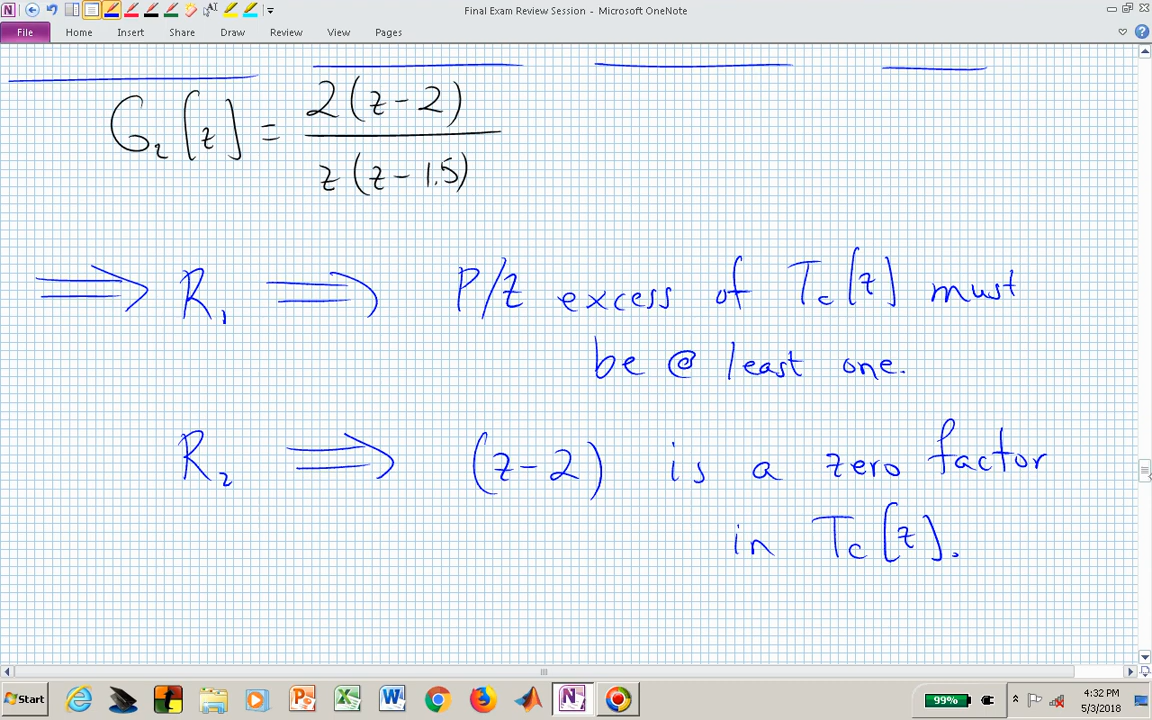 Final Exam Review Session - Microsoft OneNote
File Home Insert Share Draw Review View Pages
G₂[z] = 2(z-2)
z(z-1.5)
⟹ R₁ ⟹ P/Z excess of T_c[z] must
be @ least one.
R₂ ⟹ (z-2) is a zero factor
in T_c[z].
Start
99%
4:32 PM
5/3/2018